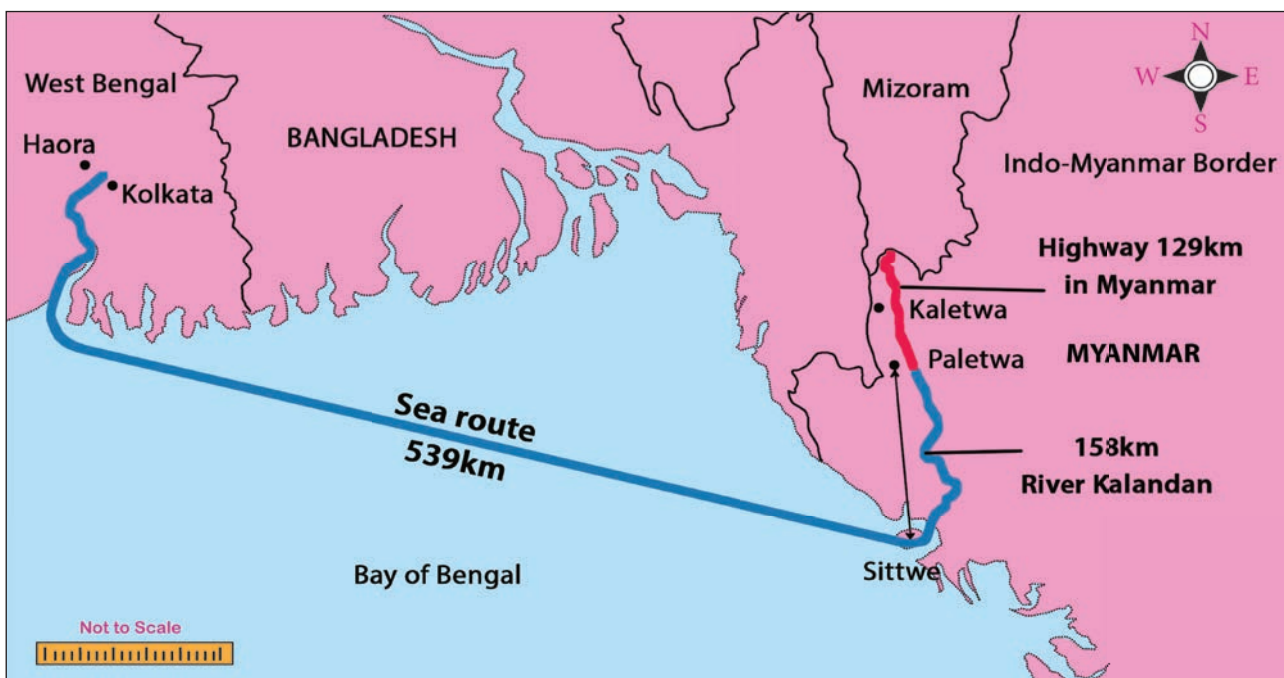 West Bengal
Haora
Kolkata
BANGLADESH
Mizoram
N
W
E
S
Indo-Myanmar Border
Highway 129km
in Myanmar
Kaletwa
Paletwa
MYANMAR
Sea route
539km
158km
River Kalandan
Bay of Bengal
Sittwe
Not to Scale